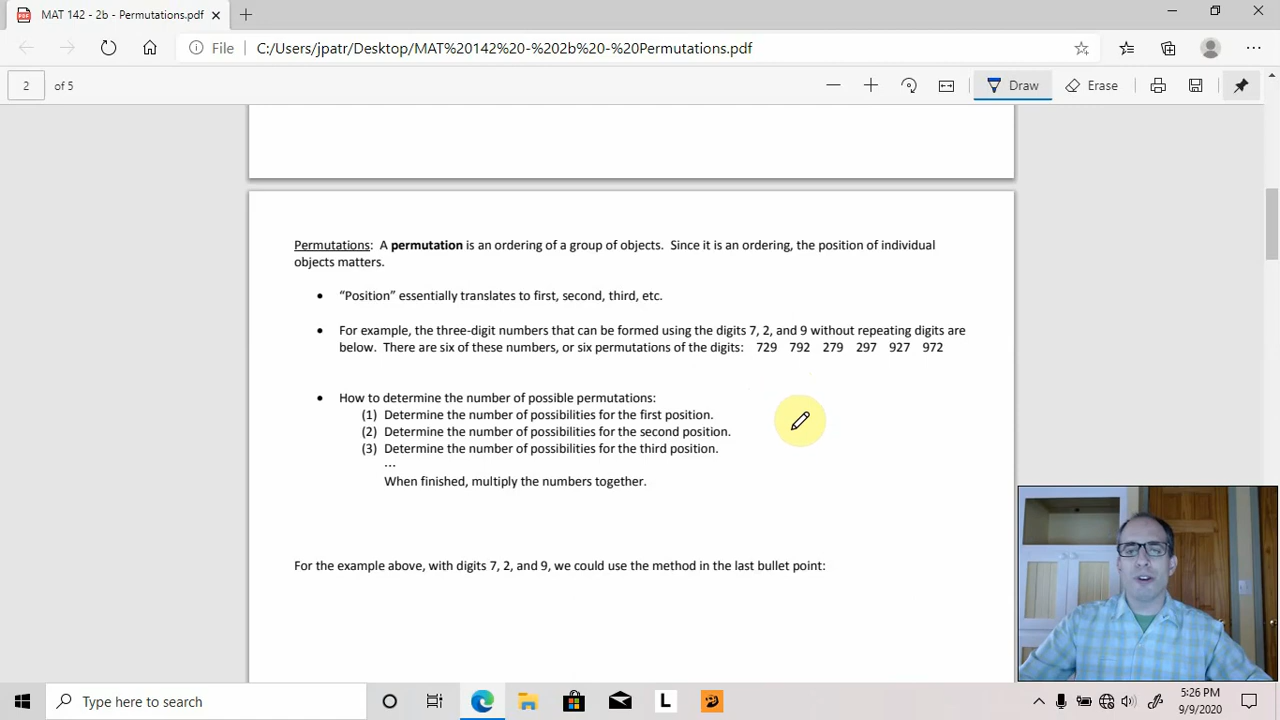 MAT 142 - 2b - Permutations.pdf
File C:/Users/jpatr/Desktop/MAT%20142%20-%202b%20-%20Permutations.pdf
2 of 5 Draw Erase
Permutations: A permutation is an ordering of a group of objects. Since it is an ordering, the position of individual
objects matters.
• “Position” essentially translates to first, second, third, etc.
• For example, the three-digit numbers that can be formed using the digits 7, 2, and 9 without repeating digits are
below. There are six of these numbers, or six permutations of the digits: 729 792 279 297 927 972
• How to determine the number of possible permutations:
(1) Determine the number of possibilities for the first position.
(2) Determine the number of possibilities for the second position.
(3) Determine the number of possibilities for the third position.
…
When finished, multiply the numbers together.
For the example above, with digits 7, 2, and 9, we could use the method in the last bullet point:
Type here to search L 5:26 PM
9/9/2020